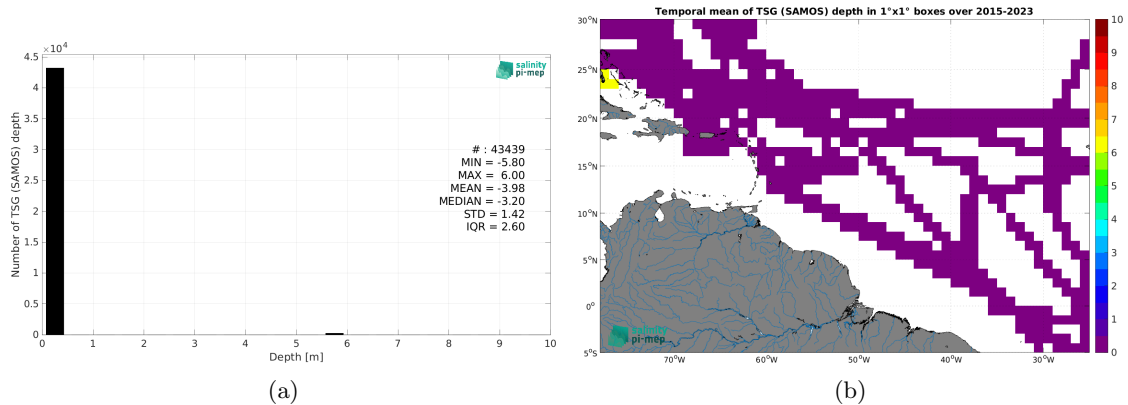 ×10⁴
4.5
4
3.5
3
2.5
2
1.5
1
0.5
0
Number of TSG (SAMOS) depth
salinity
pi-mep
# : 43439
MIN = -5.80
MAX = 6.00
MEAN = -3.98
MEDIAN = -3.20
STD = 1.42
IQR = 2.60
0 1 2 3 4 5 6 7 8 9 10
Depth [m]
(a)
Temporal mean of TSG (SAMOS) depth in 1°x1° boxes over 2015-2023
30°N
25°N
20°N
15°N
10°N
5°N
0°
5°S
salinity
pi-mep
70°W 60°W 50°W 40°W 30°W
10
9
8
7
6
5
4
3
2
1
0
(b)